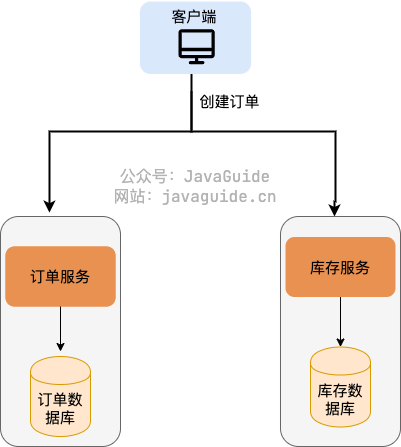 客户端
创建订单
公众号：JavaGuide
网站：javaguide.cn
订单服务
库存服务
订单数
据库
库存数
据库